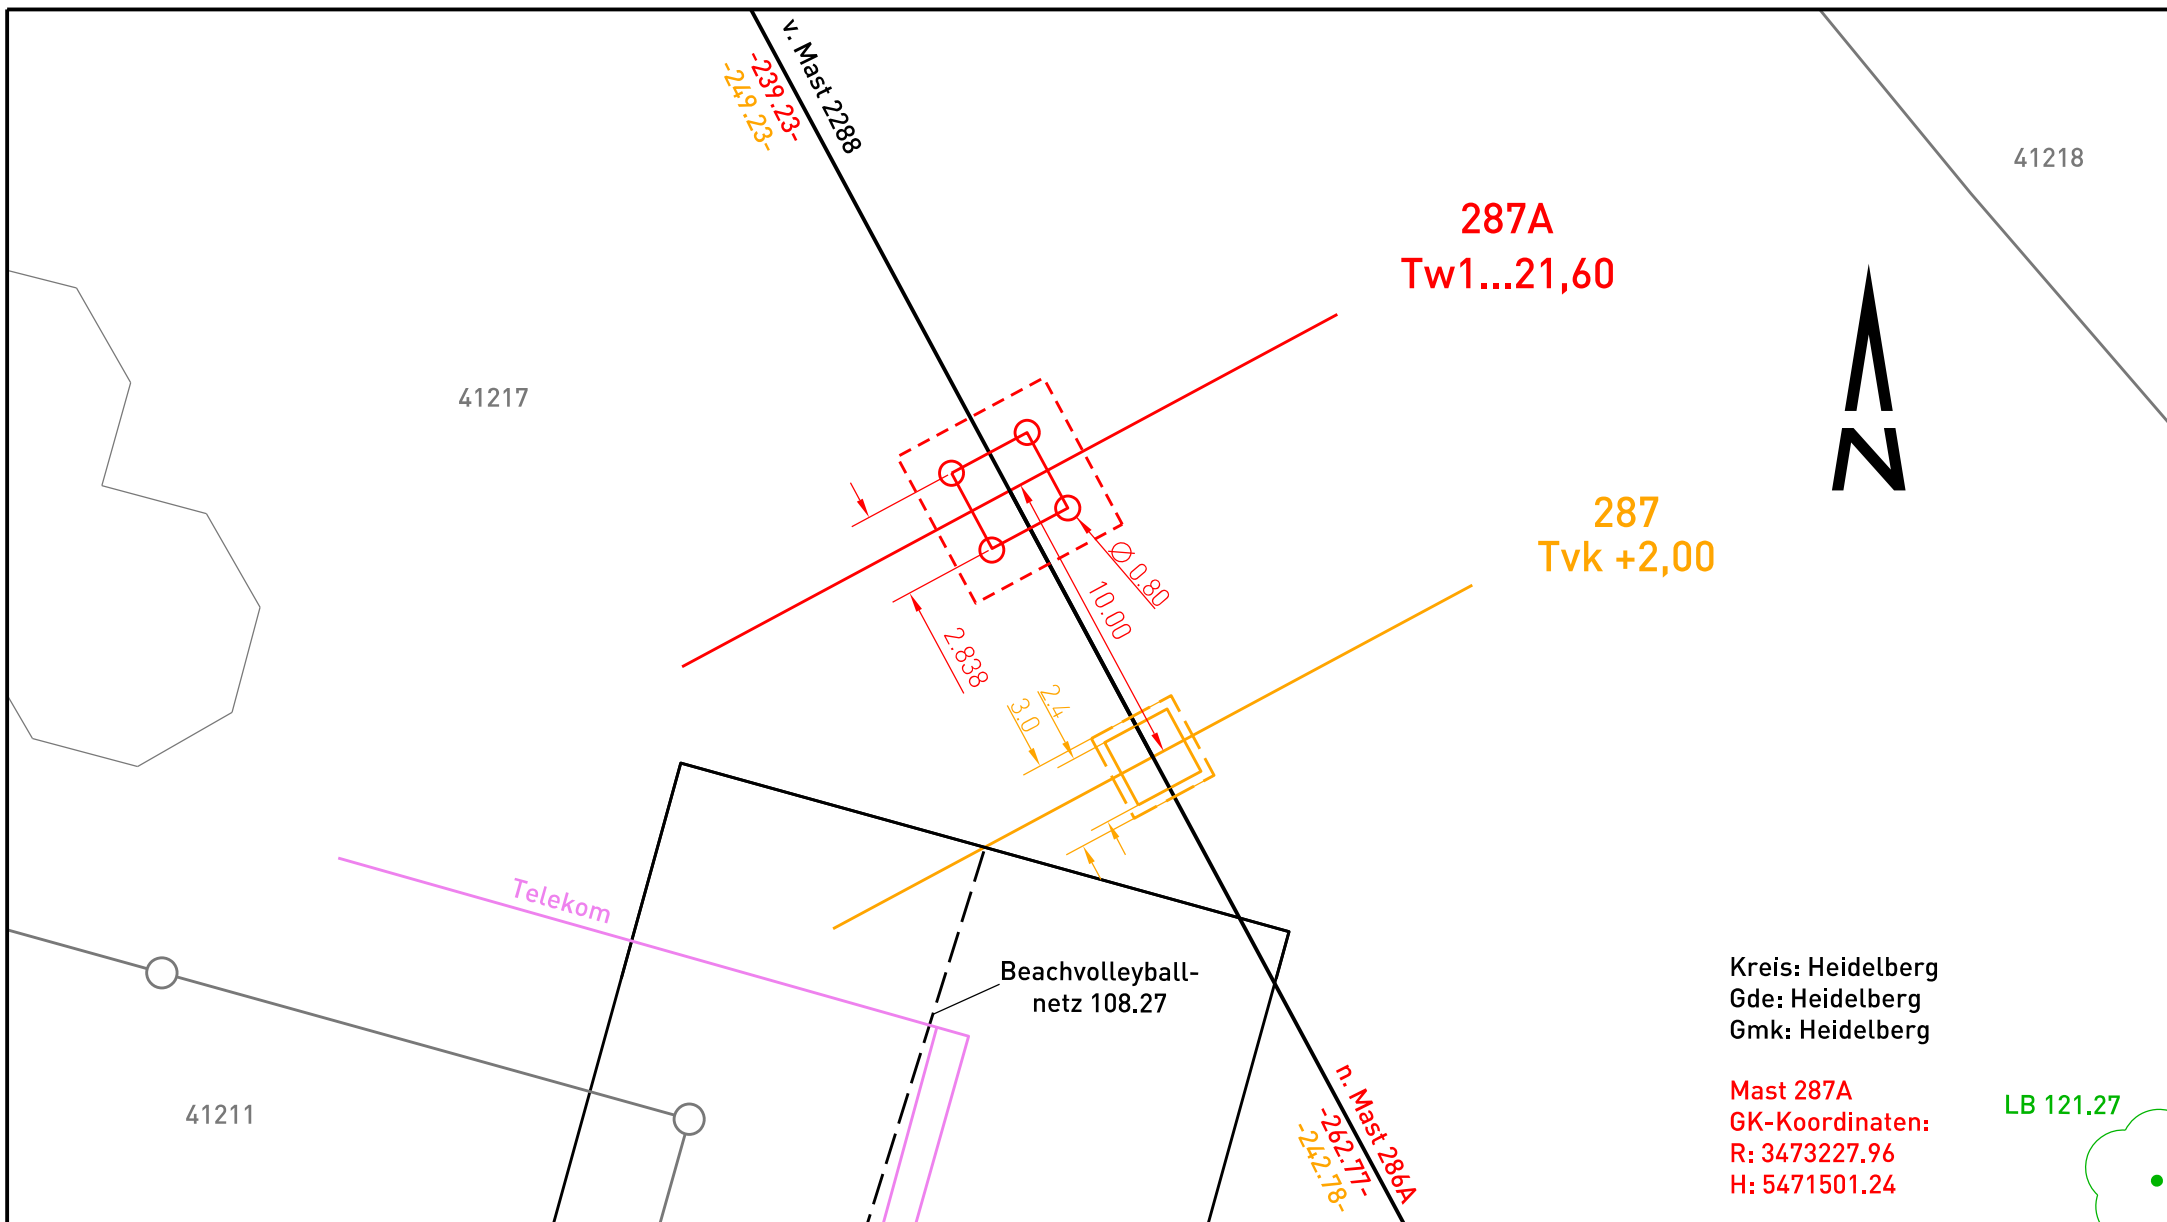 v. Mast 2288
-239.23-
-249.23-
41218
287A
Tw1...21,60
41217
287
Tvk +2,00
Ø 0.80
10.00
2.838
2.4
3.0
Telekom
Beachvolleyball-
netz 108.27
Kreis: Heidelberg
Gde: Heidelberg
Gmk: Heidelberg
n. Mast 286A
-262.77-
-242.78-
Mast 287A
GK-Koordinaten:
R: 3473227.96
H: 5471501.24
LB 121.27
41211
N